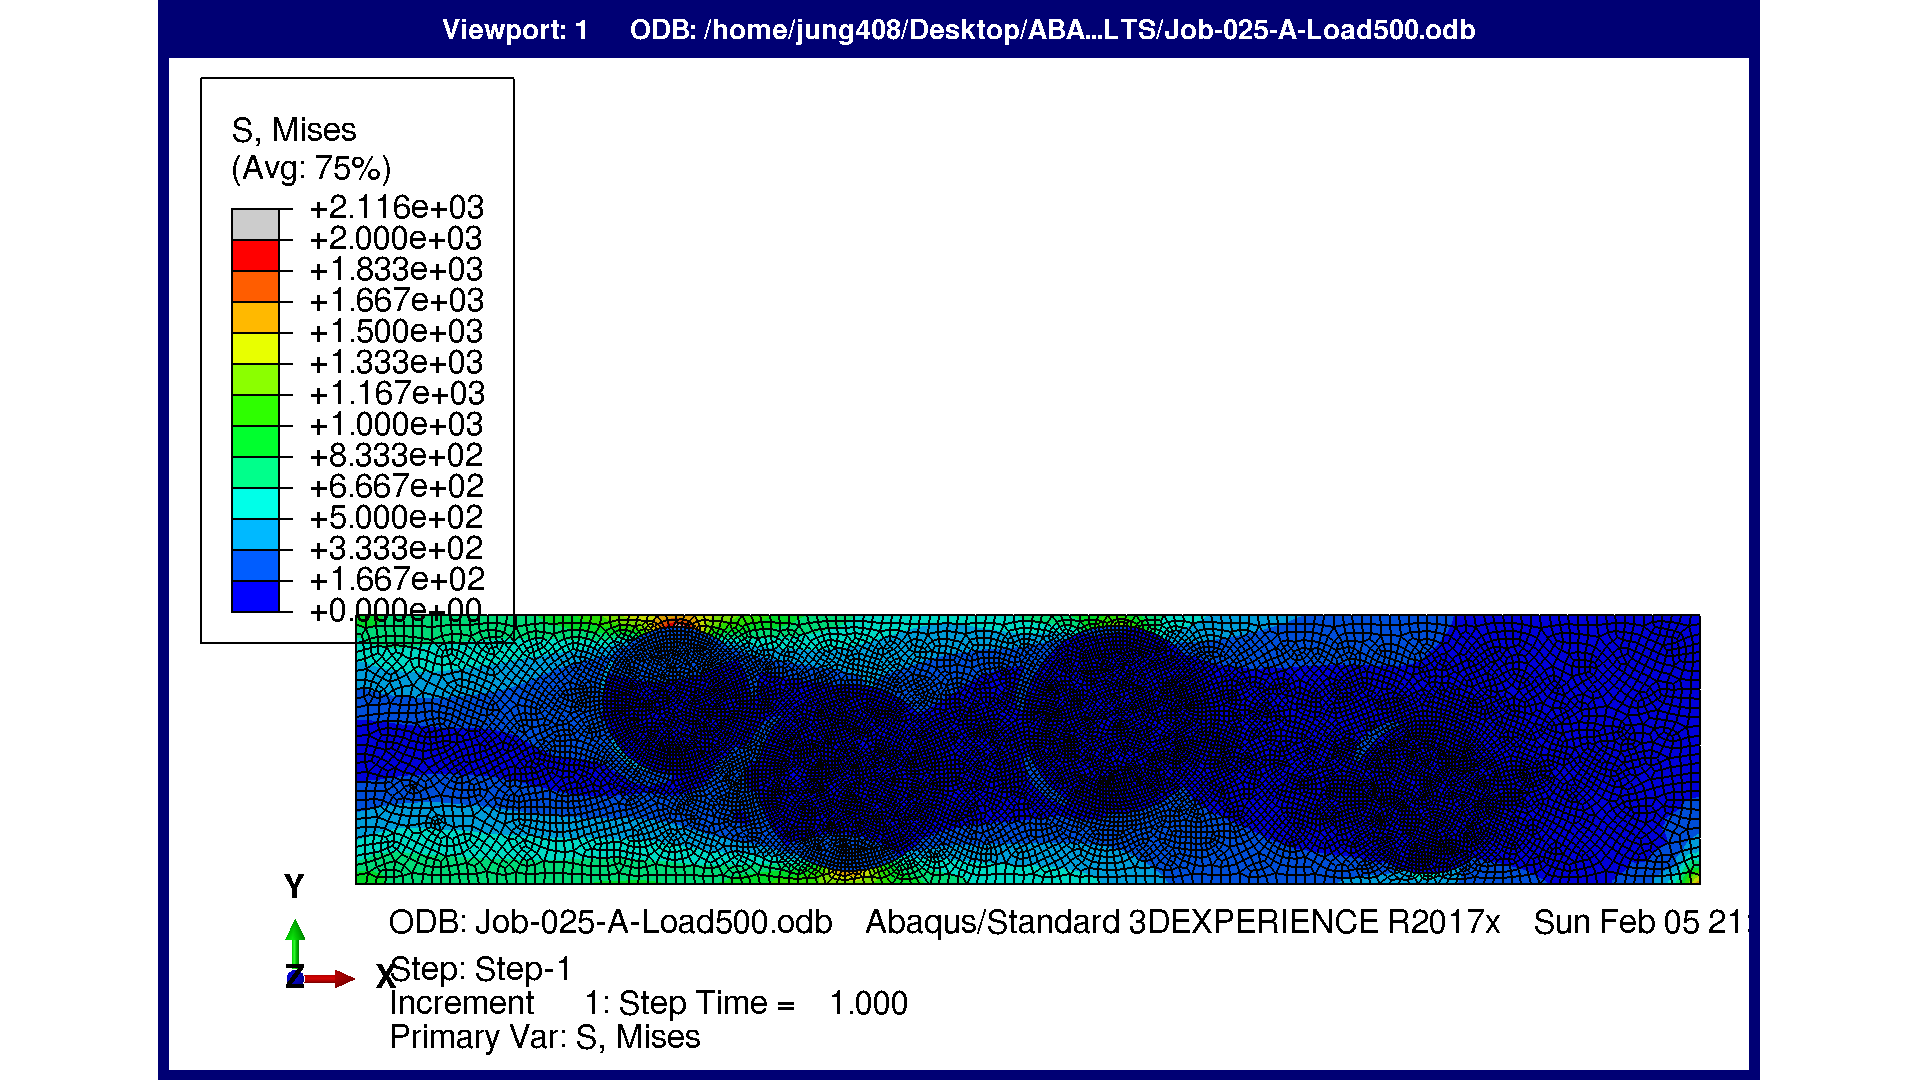 Viewport: 1 ODB: /home/jung408/Desktop/ABA...LTS/Job-025-A-Load500.odb
S, Mises
(Avg: 75%)
+2.116e+03
+2.000e+03
+1.833e+03
+1.667e+03
+1.500e+03
+1.333e+03
+1.167e+03
+1.000e+03
+8.333e+02
+6.667e+02
+5.000e+02
+3.333e+02
+1.667e+02
+0.000e+00
Y
Z
X
ODB: Job-025-A-Load500.odb Abaqus/Standard 3DEXPERIENCE R2017x Sun Feb 05 21:
Step: Step-1
Increment 1: Step Time = 1.000
Primary Var: S, Mises